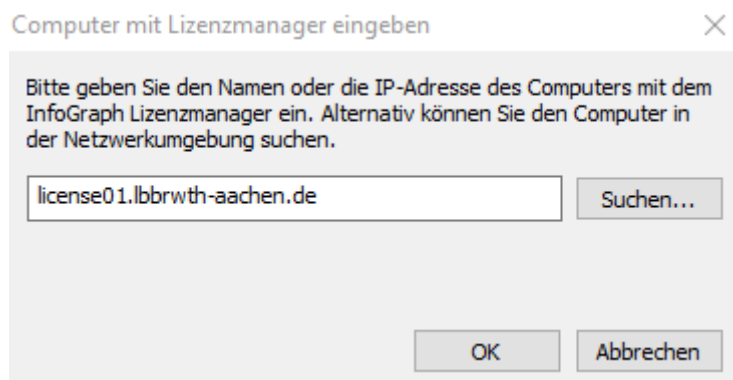 Computer mit Lizenzmanager eingeben
Bitte geben Sie den Namen oder die IP-Adresse des Computers mit dem
InfoGraph Lizenzmanager ein. Alternativ können Sie den Computer in
der Netzwerkumgebung suchen.
license01.lbbrwth-aachen.de
Suchen...
OK
Abbrechen